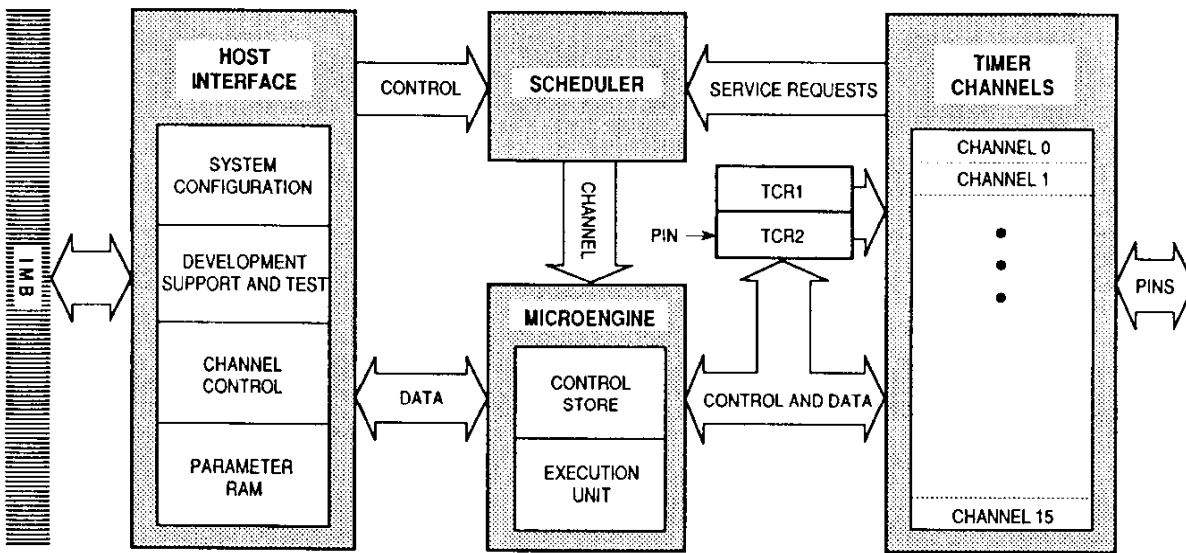 IMB
HOST
INTERFACE
SYSTEM
CONFIGURATION
DEVELOPMENT
SUPPORT AND TEST
CHANNEL
CONTROL
PARAMETER
RAM
CONTROL
SCHEDULER
SERVICE REQUESTS
CHANNEL
DATA
MICROENGINE
CONTROL
STORE
EXECUTION
UNIT
TCR1
PIN
TCR2
CONTROL AND DATA
TIMER
CHANNELS
CHANNEL 0
CHANNEL 1
CHANNEL 15
PINS